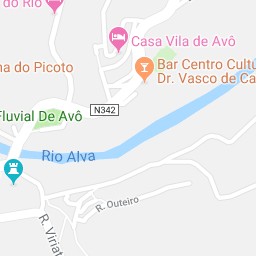 do Rio
Casa Vila de Avô
Bar Centro Cultu
Dr. Vasco de Ca
na do Picoto
Fluvial De Avô
N342
Rio Alva
R. Outeiro
R. Viriat